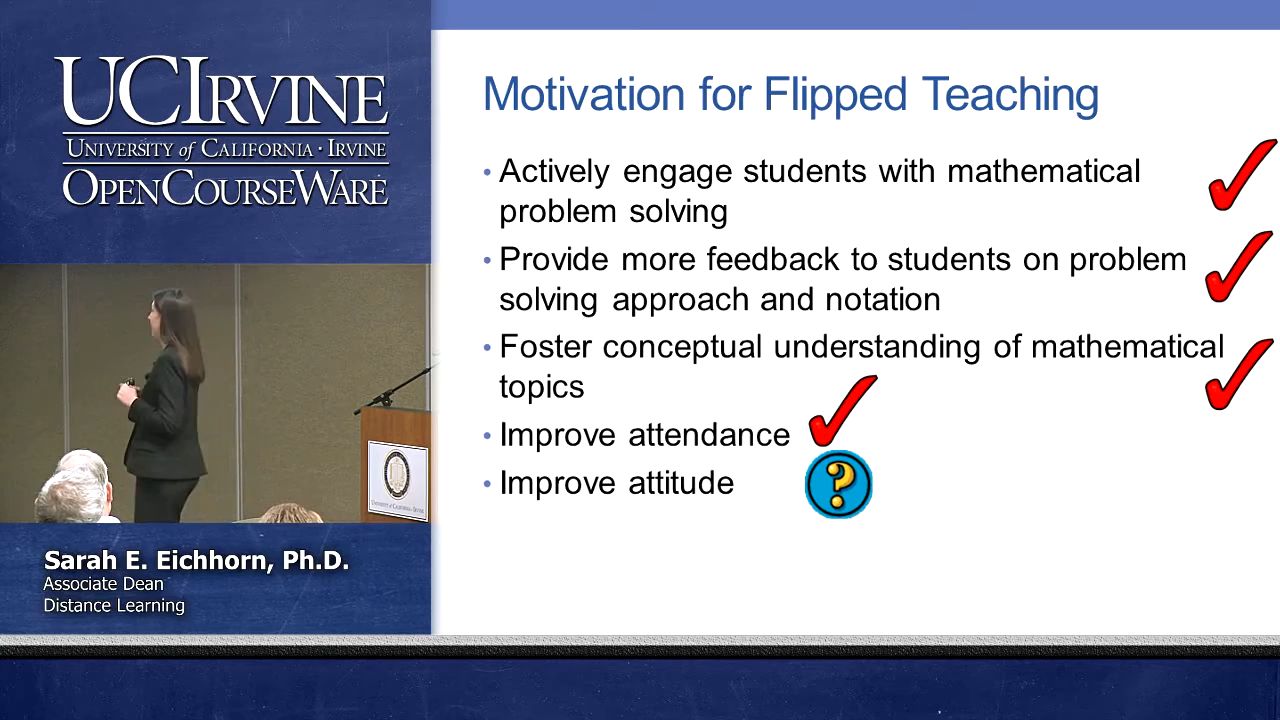 UCIRVINE
UNIVERSITY of CALIFORNIA · IRVINE
OPENCOURSEWARE
Motivation for Flipped Teaching
• Actively engage students with mathematical
problem solving
• Provide more feedback to students on problem
solving approach and notation
• Foster conceptual understanding of mathematical
topics
• Improve attendance
• Improve attitude
?
Sarah E. Eichhorn, Ph.D.
Associate Dean
Distance Learning